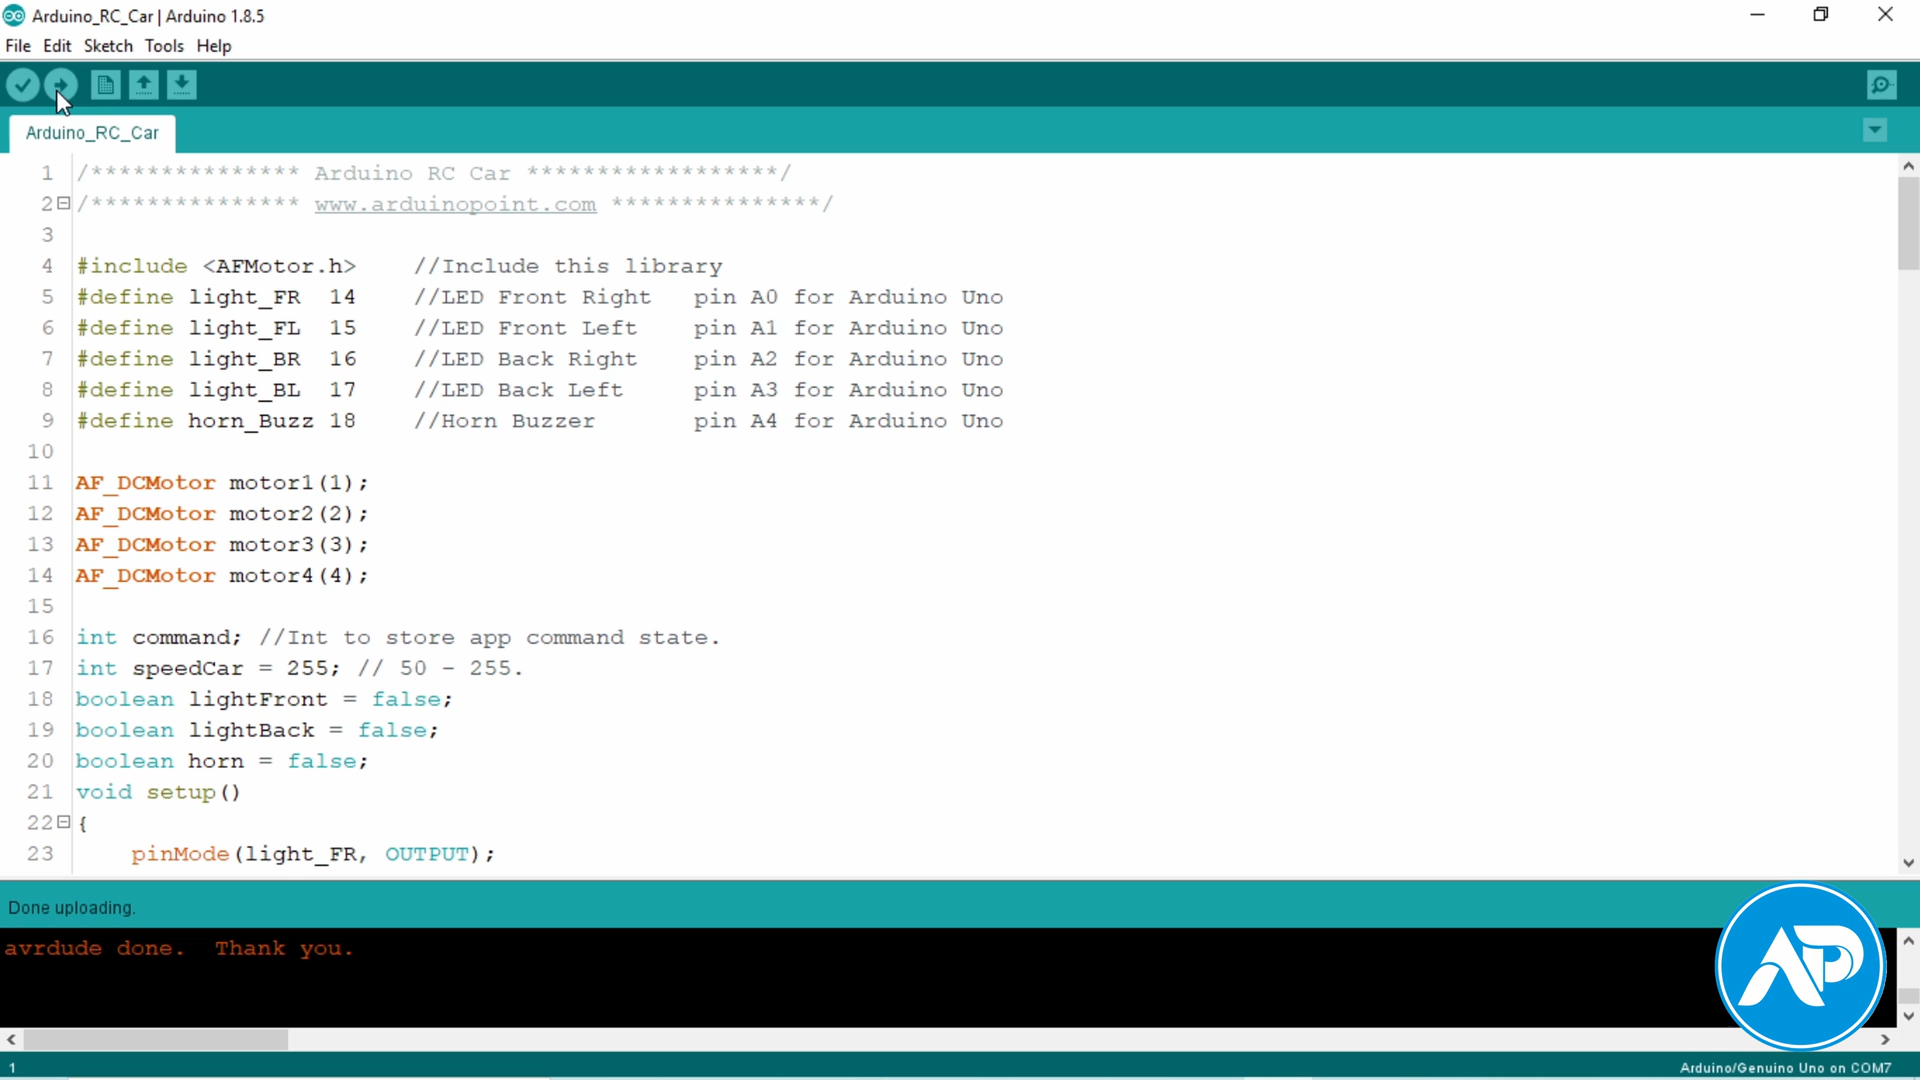 Arduino_RC_Car | Arduino 1.8.5
File Edit Sketch Tools Help
Arduino_RC_Car
1 /*************** Arduino RC Car ******************/
2 /*************** www.arduinopoint.com ***************/
3
4 #include <AFMotor.h> //Include this library
5 #define light_FR 14 //LED Front Right pin A0 for Arduino Uno
6 #define light_FL 15 //LED Front Left pin A1 for Arduino Uno
7 #define light_BR 16 //LED Back Right pin A2 for Arduino Uno
8 #define light_BL 17 //LED Back Left pin A3 for Arduino Uno
9 #define horn_Buzz 18 //Horn Buzzer pin A4 for Arduino Uno
10
11 AF_DCMotor motor1(1);
12 AF_DCMotor motor2(2);
13 AF_DCMotor motor3(3);
14 AF_DCMotor motor4(4);
15
16 int command; //Int to store app command state.
17 int speedCar = 255; // 50 - 255.
18 boolean lightFront = false;
19 boolean lightBack = false;
20 boolean horn = false;
21 void setup()
22 {
23 pinMode(light_FR, OUTPUT);
Done uploading.
avrdude done. Thank you.
AP
1 Arduino/Genuino Uno on COM7